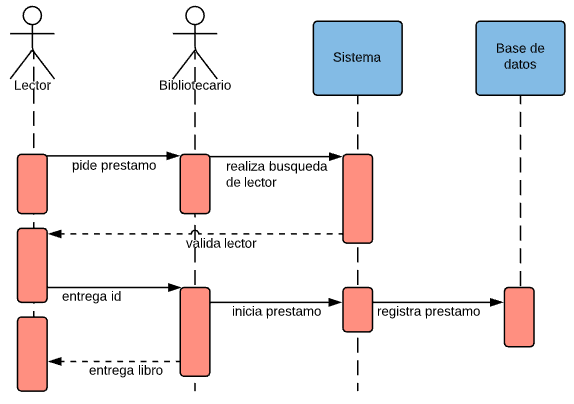 Lector
Bibliotecario
Sistema
Base de
datos
pide prestamo
realiza busqueda
de lector
valida lector
entrega id
inicia prestamo
registra prestamo
entrega libro